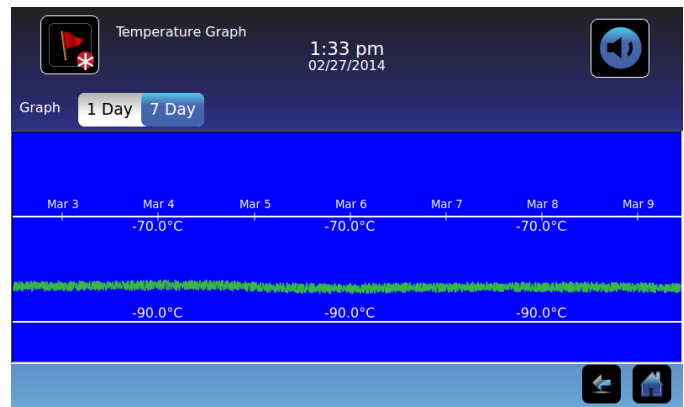 Temperature Graph
1:33 pm
02/27/2014
Graph 1 Day 7 Day
Mar 3 Mar 4 Mar 5 Mar 6 Mar 7 Mar 8 Mar 9
-70.0°C -70.0°C -70.0°C
-90.0°C -90.0°C -90.0°C